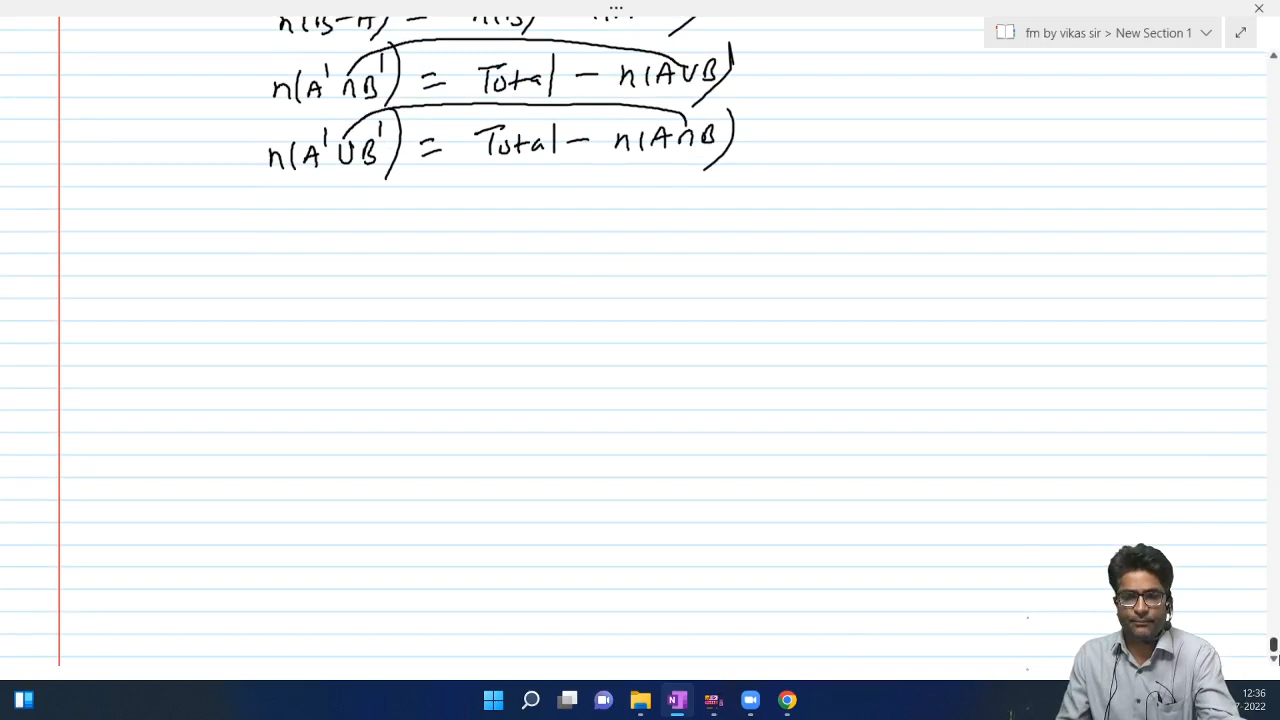 fm by vikas sir > New Section 1
n(B-A) = n(B)
n(A'∩B') = Total - n(A∪B)
n(A'∪B') = Total - n(A∩B)
12:36
2022